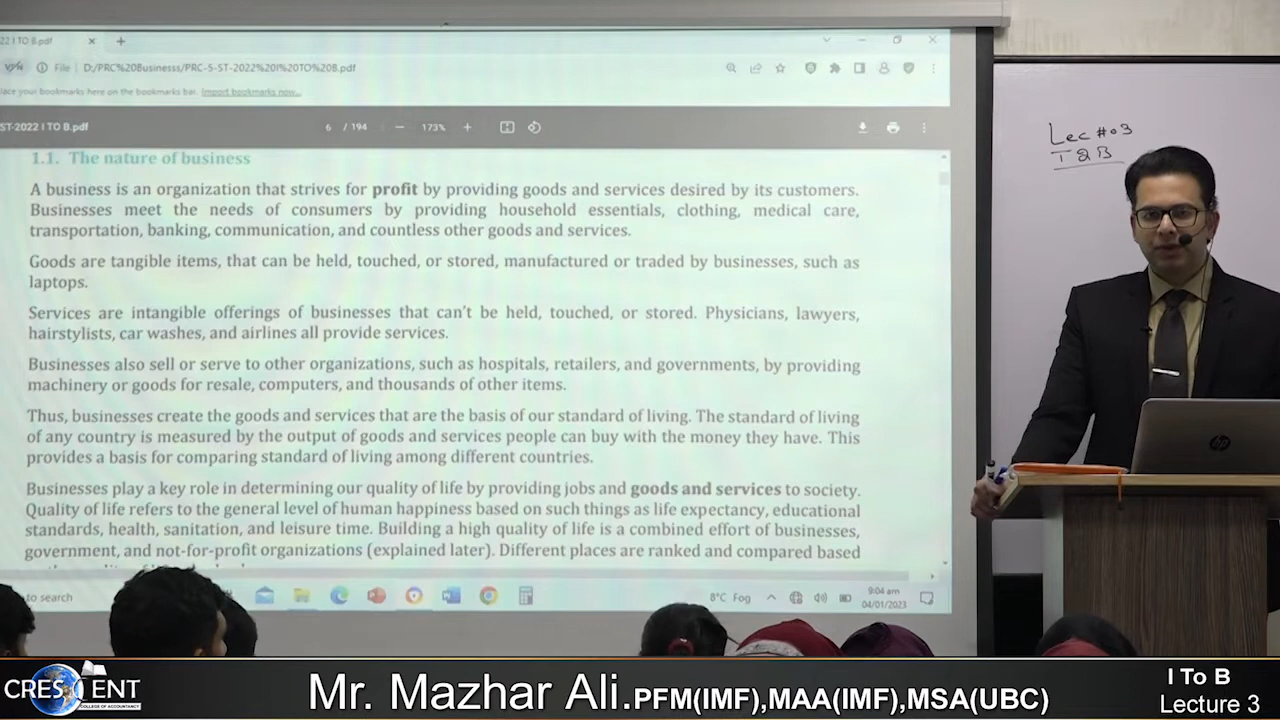 22 I TO B.pdf
File D:/PRC%20Businesss/PRC-5-ST-2022%20I%20TO%20B.pdf
lace your bookmarks here on the bookmarks bar. Import bookmarks now...
ST-2022 I TO B.pdf
6 / 194
173%
1.1. The nature of business
A business is an organization that strives for profit by providing goods and services desired by its customers.
Businesses meet the needs of consumers by providing household essentials, clothing, medical care,
transportation, banking, communication, and countless other goods and services.
Goods are tangible items, that can be held, touched, or stored, manufactured or traded by businesses, such as
laptops.
Services are intangible offerings of businesses that can't be held, touched, or stored. Physicians, lawyers,
hairstylists, car washes, and airlines all provide services.
Businesses also sell or serve to other organizations, such as hospitals, retailers, and governments, by providing
machinery or goods for resale, computers, and thousands of other items.
Thus, businesses create the goods and services that are the basis of our standard of living. The standard of living
of any country is measured by the output of goods and services people can buy with the money they have. This
provides a basis for comparing standard of living among different countries.
Businesses play a key role in determining our quality of life by providing jobs and goods and services to society.
Quality of life refers to the general level of human happiness based on such things as life expectancy, educational
standards, health, sanitation, and leisure time. Building a high quality of life is a combined effort of businesses,
government, and not-for-profit organizations (explained later). Different places are ranked and compared based
to search
8°C Fog
9:04 am
04/01/2023
Lec #03
I 2 B
hp
CRESCENT
COLLEGE OF ACCOUNTANCY
Mr. Mazhar Ali.PFM(IMF),MAA(IMF),MSA(UBC)
I To B
Lecture 3